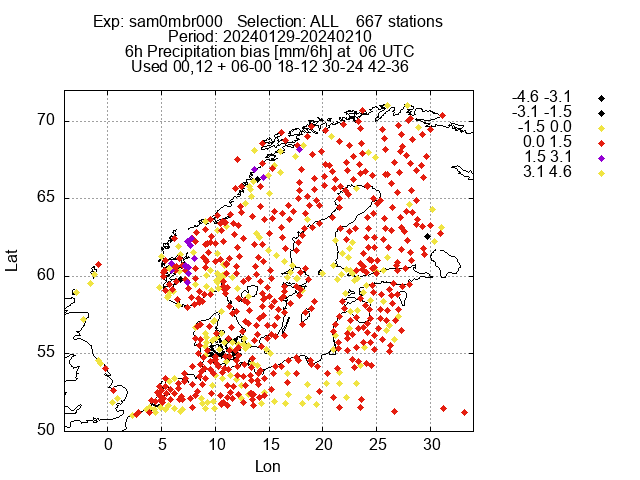 Exp: sam0mbr000 Selection: ALL 667 stations
Period: 20240129-20240210
6h Precipitation bias [mm/6h] at 06 UTC
Used 00,12 + 06-00 18-12 30-24 42-36
-4.6 -3.1
-3.1 -1.5
-1.5 0.0
0.0 1.5
1.5 3.1
3.1 4.6
70
65
60
55
50
Lat
0 5 10 15 20 25 30
Lon